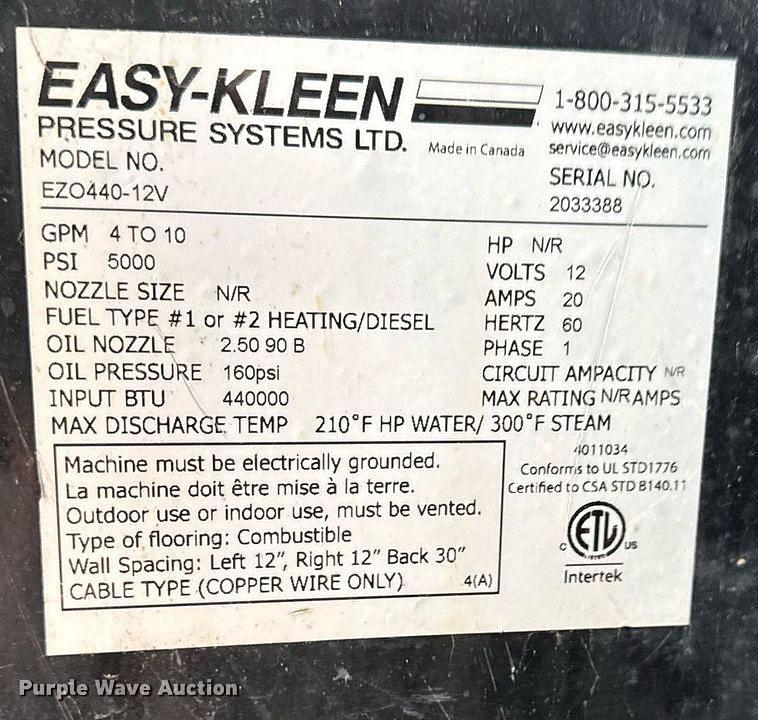 EASY-KLEEN
PRESSURE SYSTEMS LTD.
Made in Canada
1-800-315-5533
www.easykleen.com
service@easykleen.com
MODEL NO.
EZO440-12V
SERIAL NO.
2033388
GPM 4 TO 10
PSI 5000
NOZZLE SIZE N/R
FUEL TYPE #1 or #2 HEATING/DIESEL
OIL NOZZLE 2.50 90 B
OIL PRESSURE 160psi
INPUT BTU 440000
HP N/R
VOLTS 12
AMPS 20
HERTZ 60
PHASE 1
CIRCUIT AMPACITY N/R
MAX RATING N/R AMPS
MAX DISCHARGE TEMP 210°F HP WATER/ 300°F STEAM
Machine must be electrically grounded.
La machine doit être mise à la terre.
Outdoor use or indoor use, must be vented.
Type of flooring: Combustible
Wall Spacing: Left 12", Right 12" Back 30"
CABLE TYPE (COPPER WIRE ONLY) 4(A)
4011034
Conforms to UL STD1776
Certified to CSA STD B140.11
C ETL US
Intertek
Purple Wave Auction